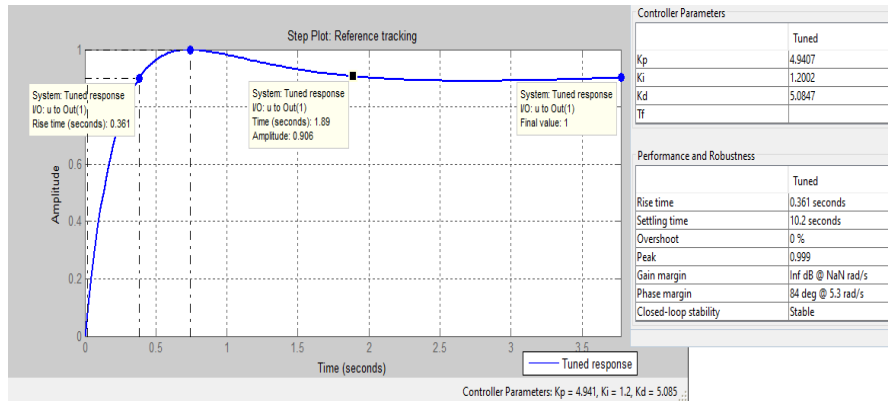 Step Plot: Reference tracking
Amplitude
1
0.6
0.4
0.2
0
System: Tuned response
I/O: u to Out(1)
Rise time (seconds): 0.361
System: Tuned response
I/O: u to Out(1)
Time (seconds): 1.89
Amplitude: 0.906
System: Tuned response
I/O: u to Out(1)
Final value: 1
0 0.5 1 1.5 2 2.5 3 3.5
Time (seconds)
Tuned response
Controller Parameters: Kp = 4.941, Ki = 1.2, Kd = 5.085
Controller Parameters
Tuned
Kp 4.9407
Ki 1.2002
Kd 5.0847
Tf
Performance and Robustness
Tuned
Rise time 0.361 seconds
Settling time 10.2 seconds
Overshoot 0 %
Peak 0.999
Gain margin Inf dB @ NaN rad/s
Phase margin 84 deg @ 5.3 rad/s
Closed-loop stability Stable